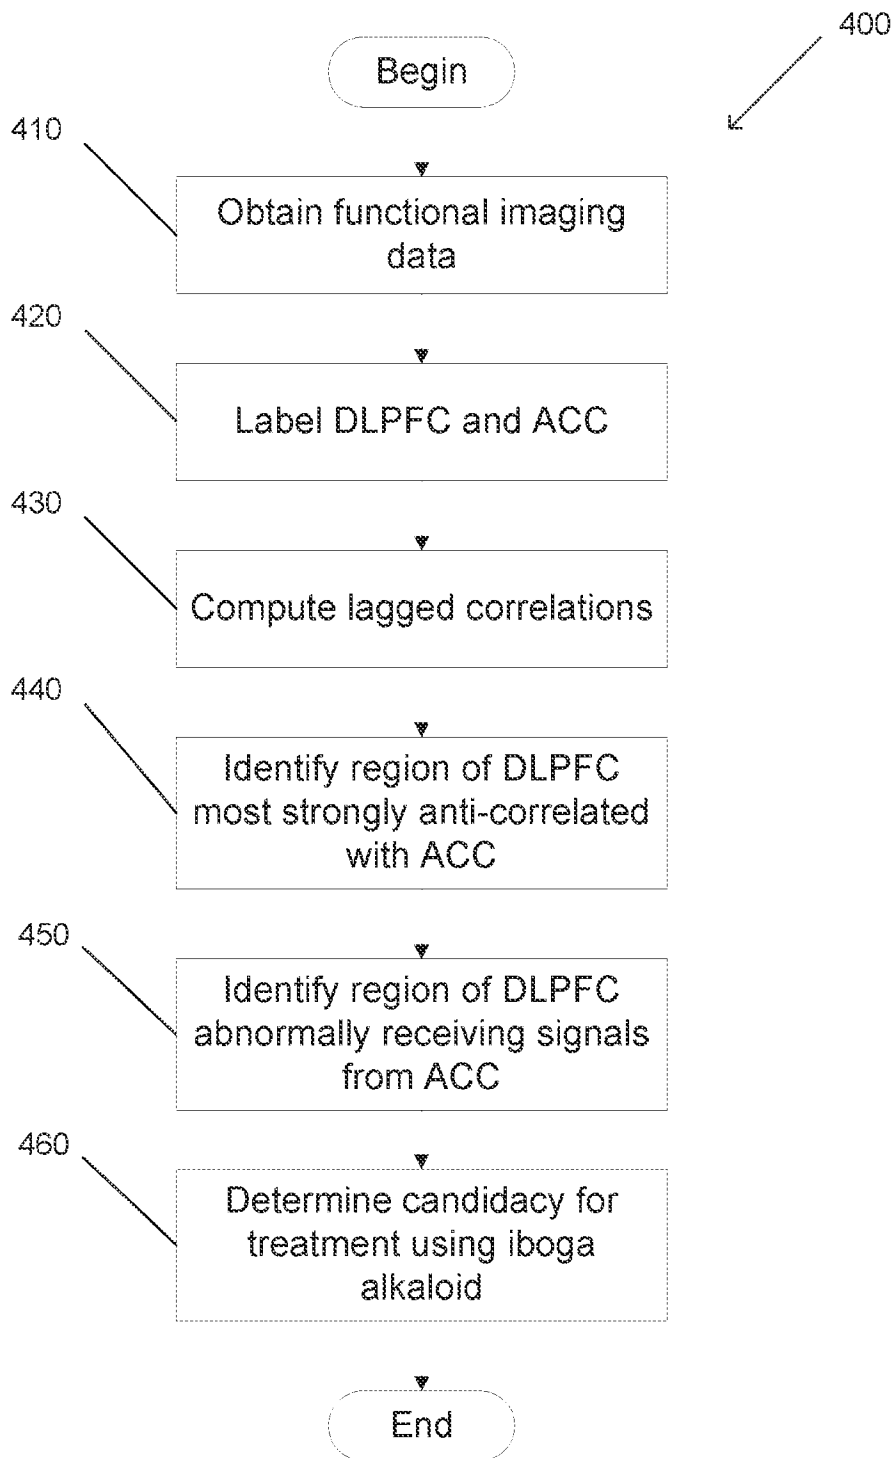 400
Begin
410
Obtain functional imaging
data
420
Label DLPFC and ACC
430
Compute lagged correlations
440
Identify region of DLPFC
most strongly anti-correlated
with ACC
450
Identify region of DLPFC
abnormally receiving signals
from ACC
460
Determine candidacy for
treatment using iboga
alkaloid
End